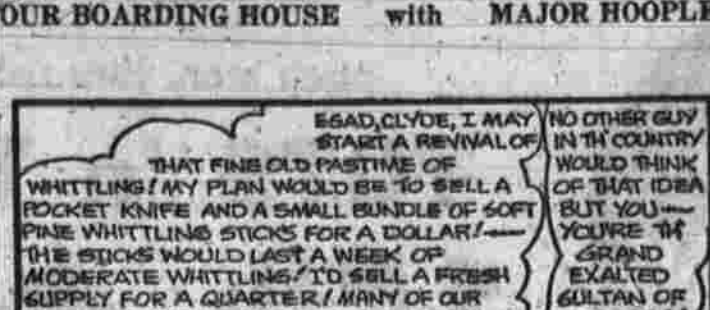 OUR BOARDING HOUSE with MAJOR HOOPLE
EGAD, CLYDE, I MAY
START A REVIVAL OF
THAT FINE OLD PASTIME OF
WHITTLING! MY PLAN WOULD BE TO SELL A
POCKET KNIFE AND A SMALL BUNDLE OF SOFT
PINE WHITTLING STICKS FOR A DOLLAR!—
THE STICKS WOULD LAST A WEEK OF
MODERATE WHITTLING! I'D SELL A FRESH
SUPPLY FOR A QUARTER! MANY OF OUR
NO OTHER GUY
IN TH' COUNTRY
WOULD THINK
OF THAT IDEA
BUT YOU—
YOU'RE TH'
GRAND
EXALTED
SULTAN OF